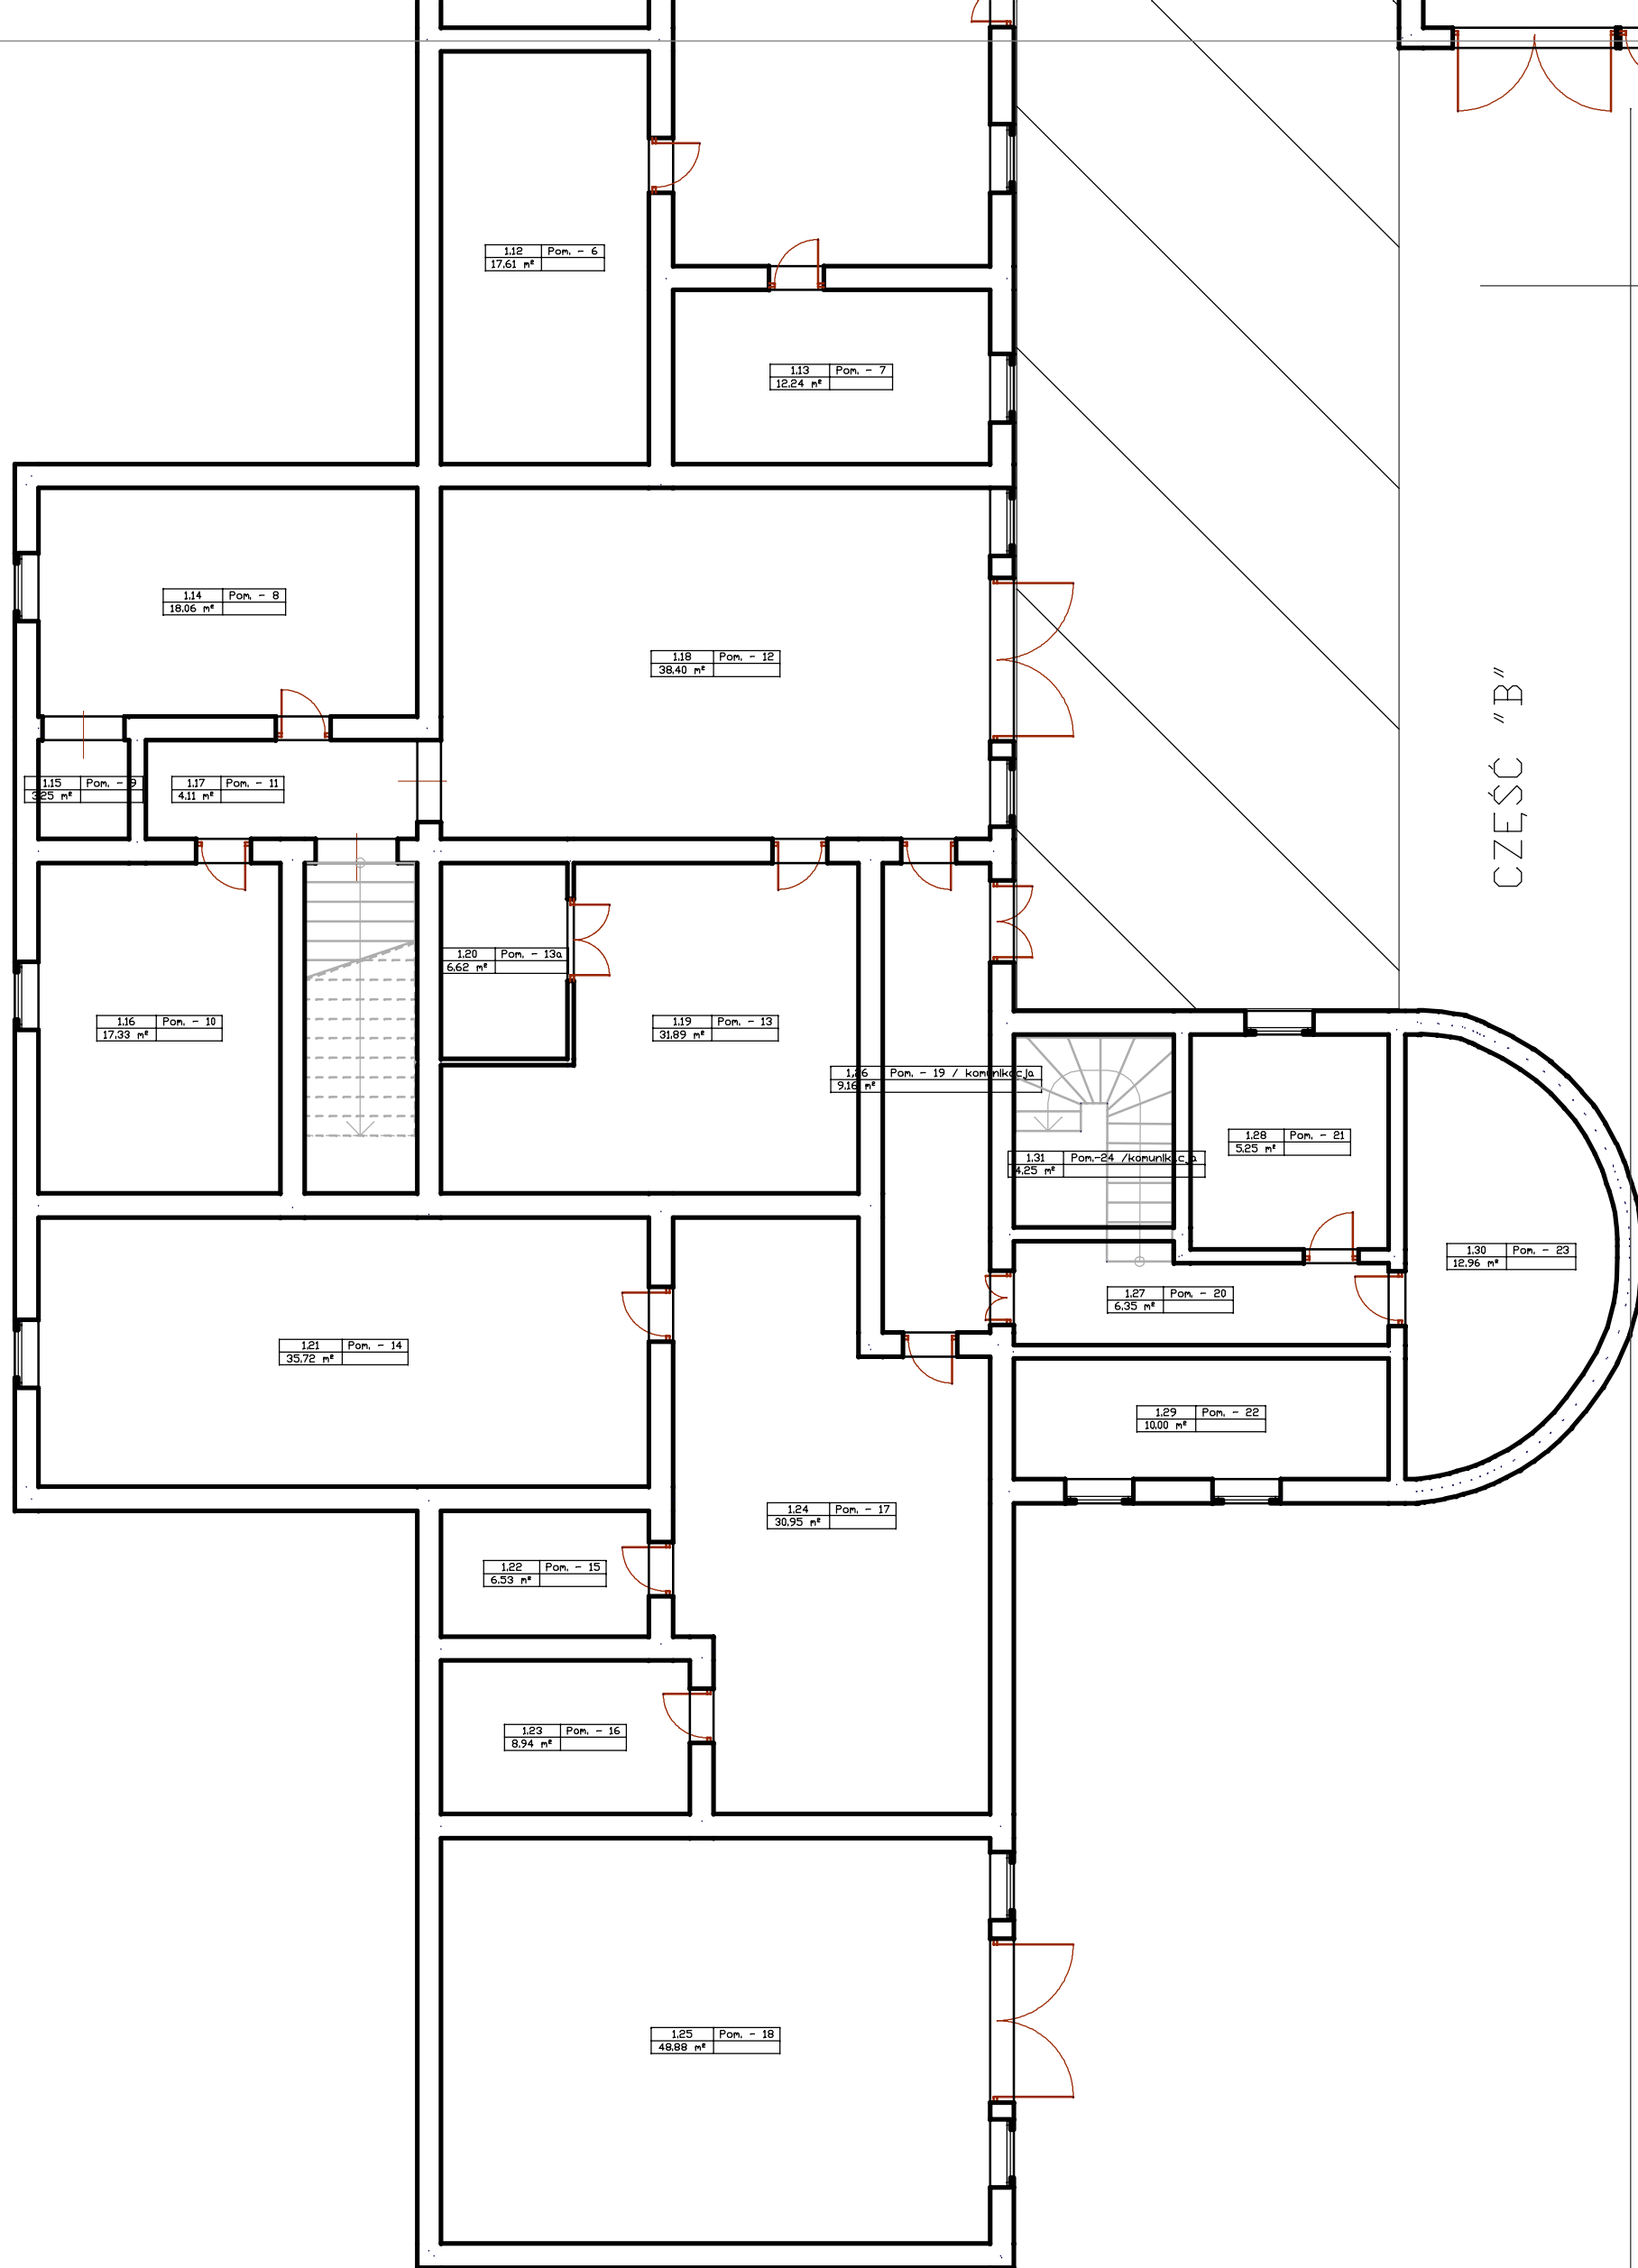 1.12 Pom. - 6
17.61 m²
1.13 Pom. - 7
12.24 m²
1.14 Pom. - 8
18.06 m²
1.18 Pom. - 12
38.40 m²
CZEŚĆ "B"
1.15 Pom. - 9
3.25 m²
1.17 Pom. - 11
4.11 m²
1.20 Pom. - 13a
6.62 m²
1.16 Pom. - 10
17.33 m²
1.19 Pom. - 13
31.89 m²
1.26 Pom. - 19 / komunikacja
9.16 m²
1.28 Pom. - 21
5.25 m²
1.31 Pom.-24 /komunikacja
4.25 m²
1.30 Pom. - 23
12.96 m²
1.27 Pom. - 20
6.35 m²
1.21 Pom. - 14
35.72 m²
1.29 Pom. - 22
10.00 m²
1.24 Pom. - 17
30.95 m²
1.22 Pom. - 15
6.53 m²
1.23 Pom. - 16
8.94 m²
1.25 Pom. - 18
48.88 m²